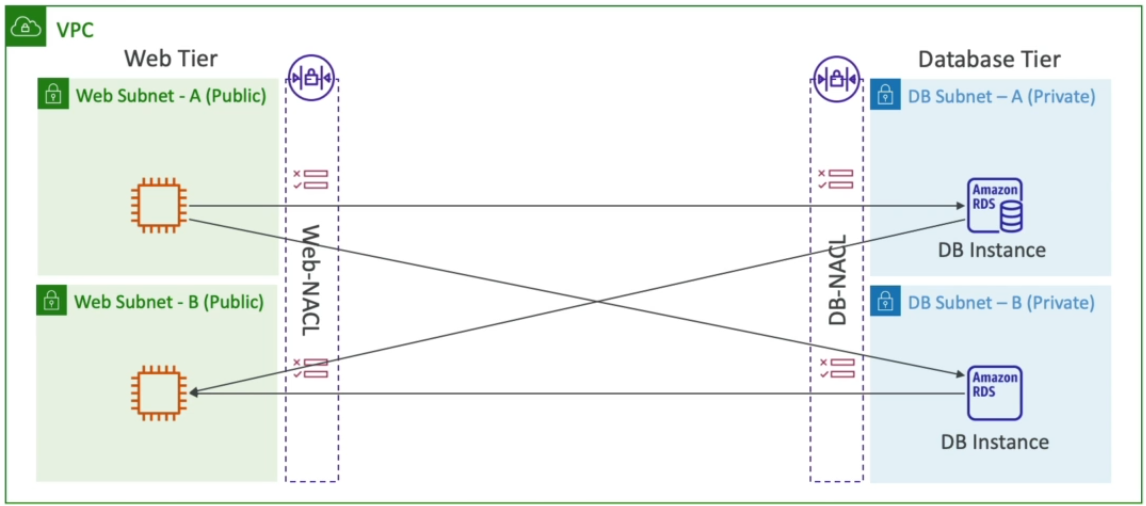 VPC
Web Tier
Database Tier
Web Subnet - A (Public)
DB Subnet – A (Private)
Amazon
RDS
DB Instance
Web-NACL
DB-NACL
Web Subnet - B (Public)
DB Subnet – B (Private)
Amazon
RDS
DB Instance